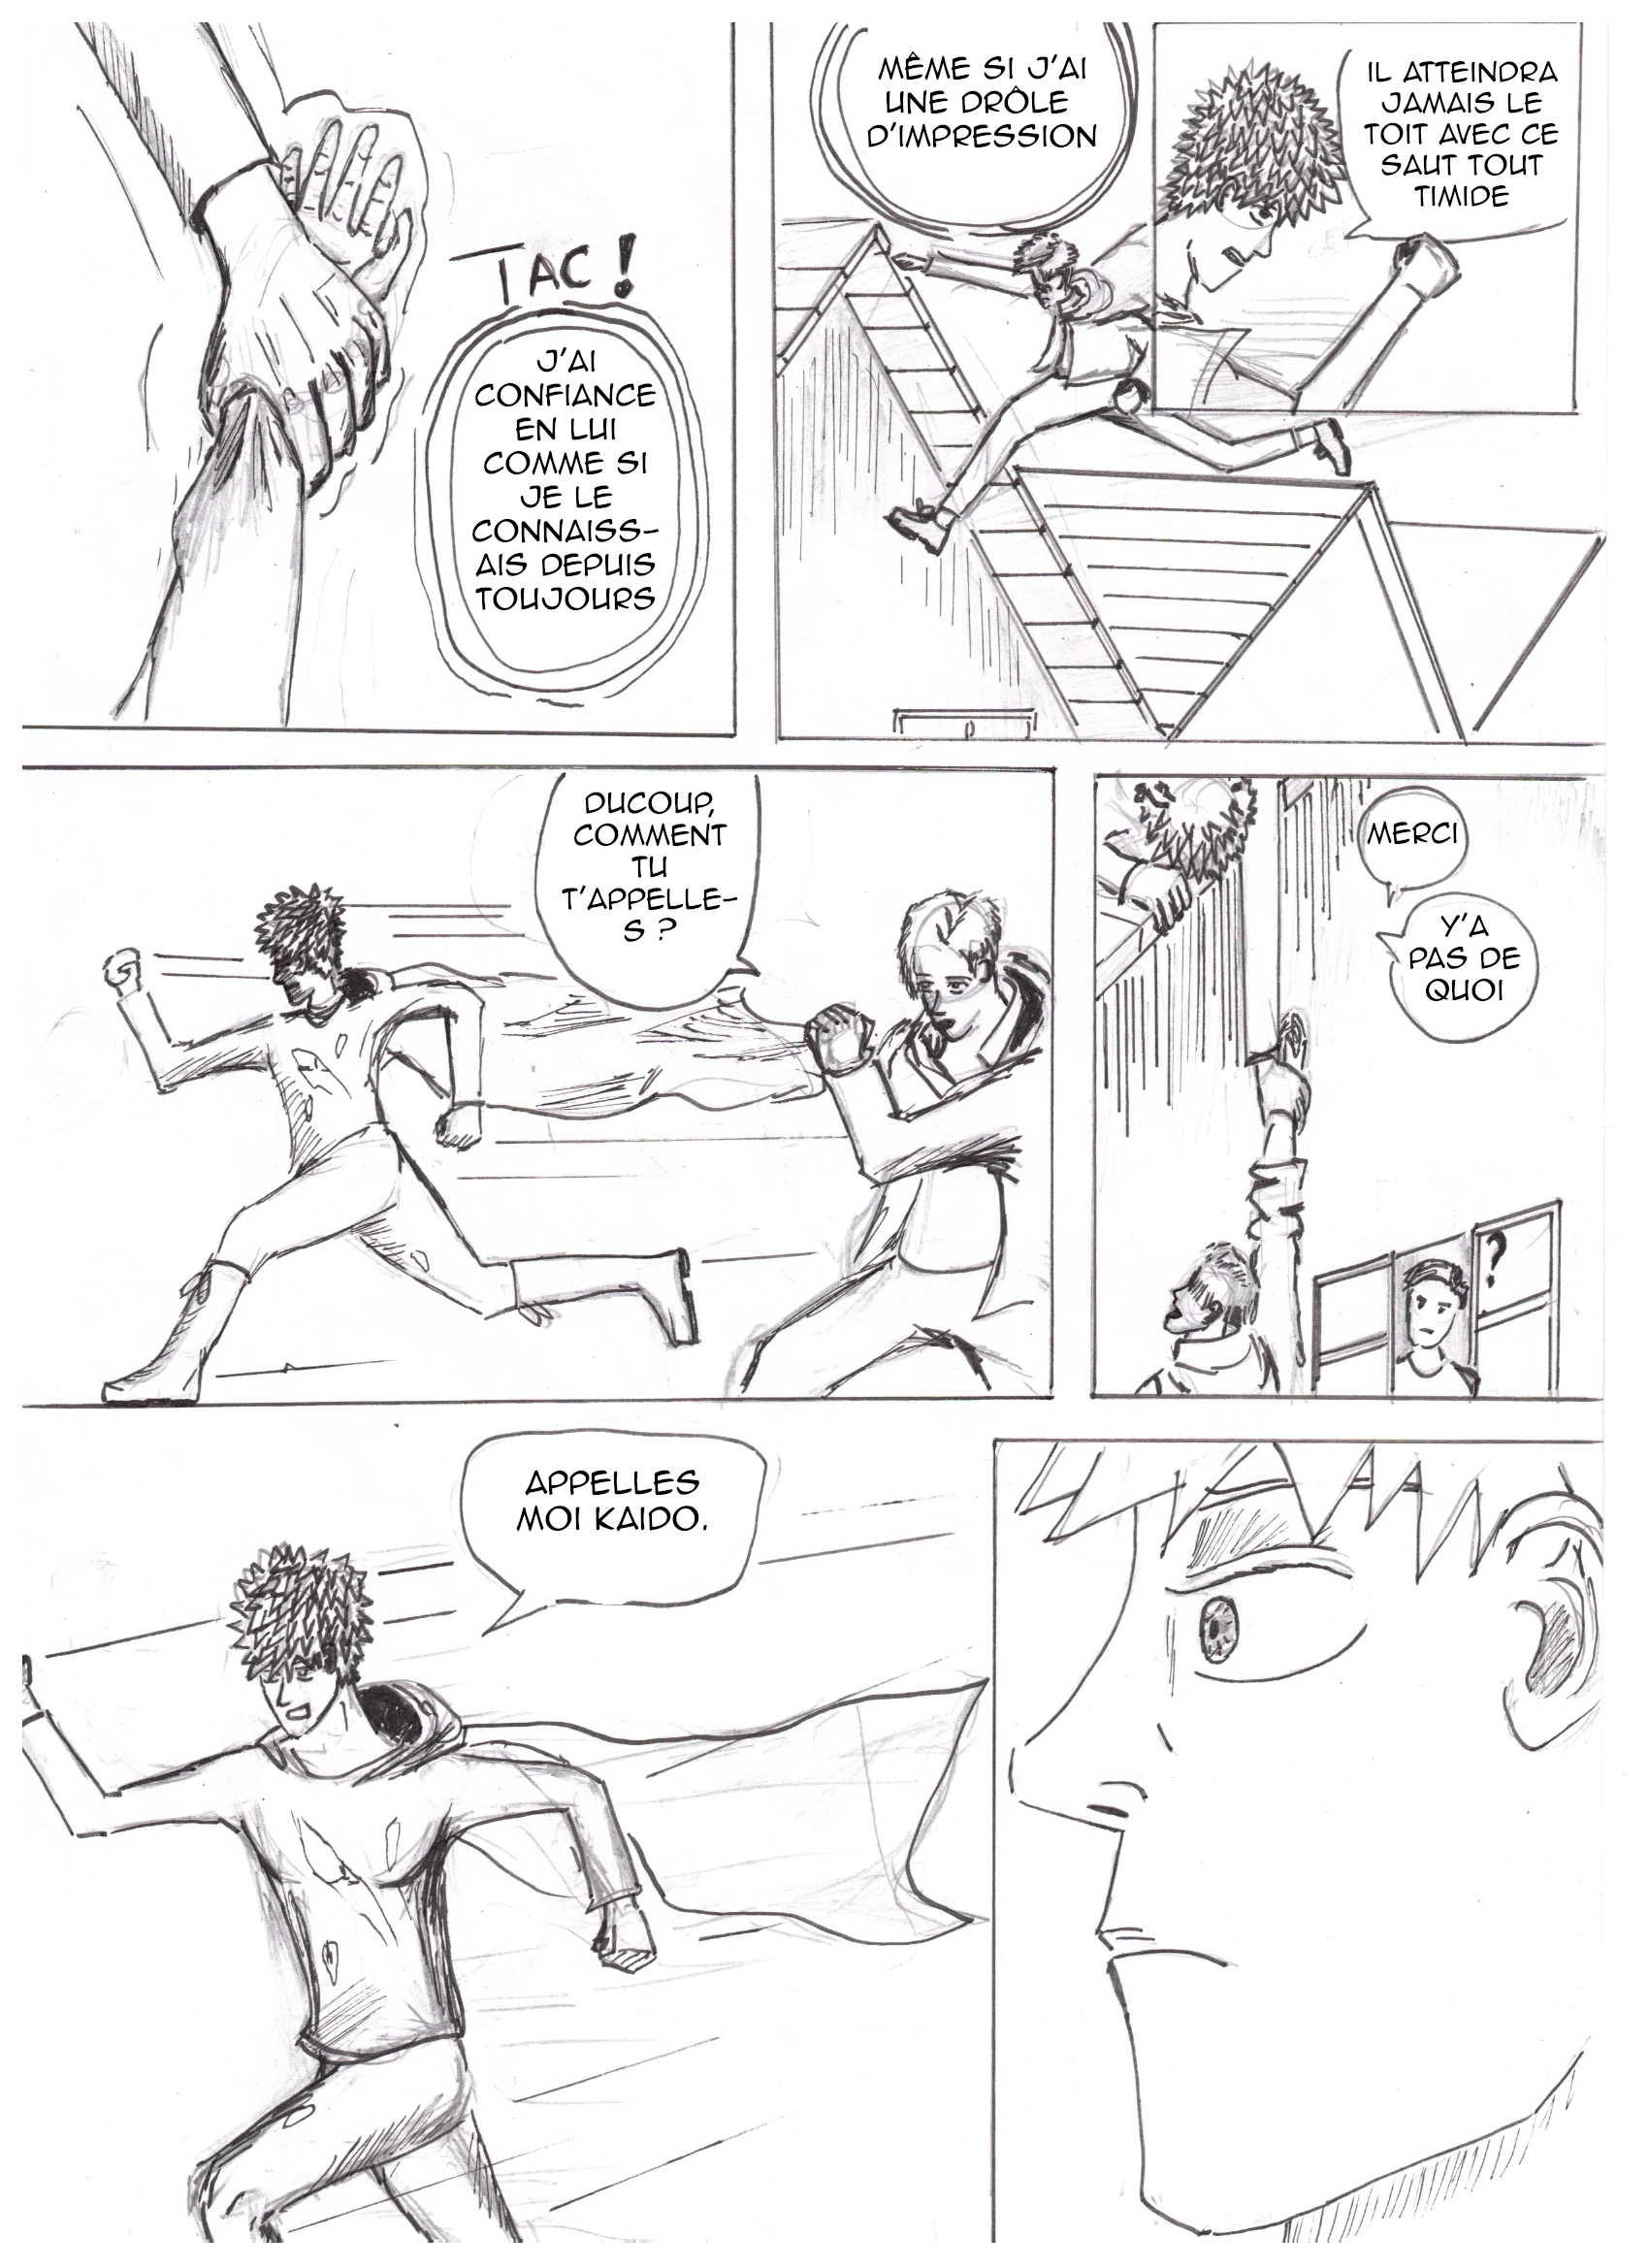 IL ATTEINDRA
JAMAIS LE
TOIT AVEC CE
SAUT TOUT
TIMIDE
MÊME SI J'AI
UNE DRÔLE
D'IMPRESSION
TAC !
J'AI
CONFIANCE
EN LUI
COMME SI
JE LE
CONNAISS-
AIS DEPUIS
TOUJOURS
MERCI
Y'A
PAS DE
QUOI
?
DUCOUP,
COMMENT
TU
T'APPELLE-
S ?
APPELLES
MOI KAIDO.